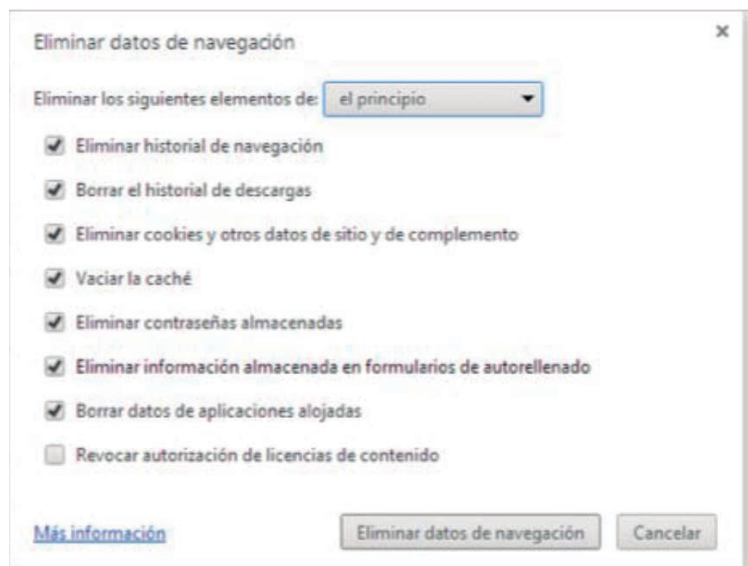 Eliminar datos de navegación
Eliminar los siguientes elementos de: el principio
Eliminar historial de navegación
Borrar el historial de descargas
Eliminar cookies y otros datos de sitio y de complemento
Vaciar la caché
Eliminar contraseñas almacenadas
Eliminar información almacenada en formularios de autorellenado
Borrar datos de aplicaciones alojadas
Revocar autorización de licencias de contenido
Más información Eliminar datos de navegación Cancelar